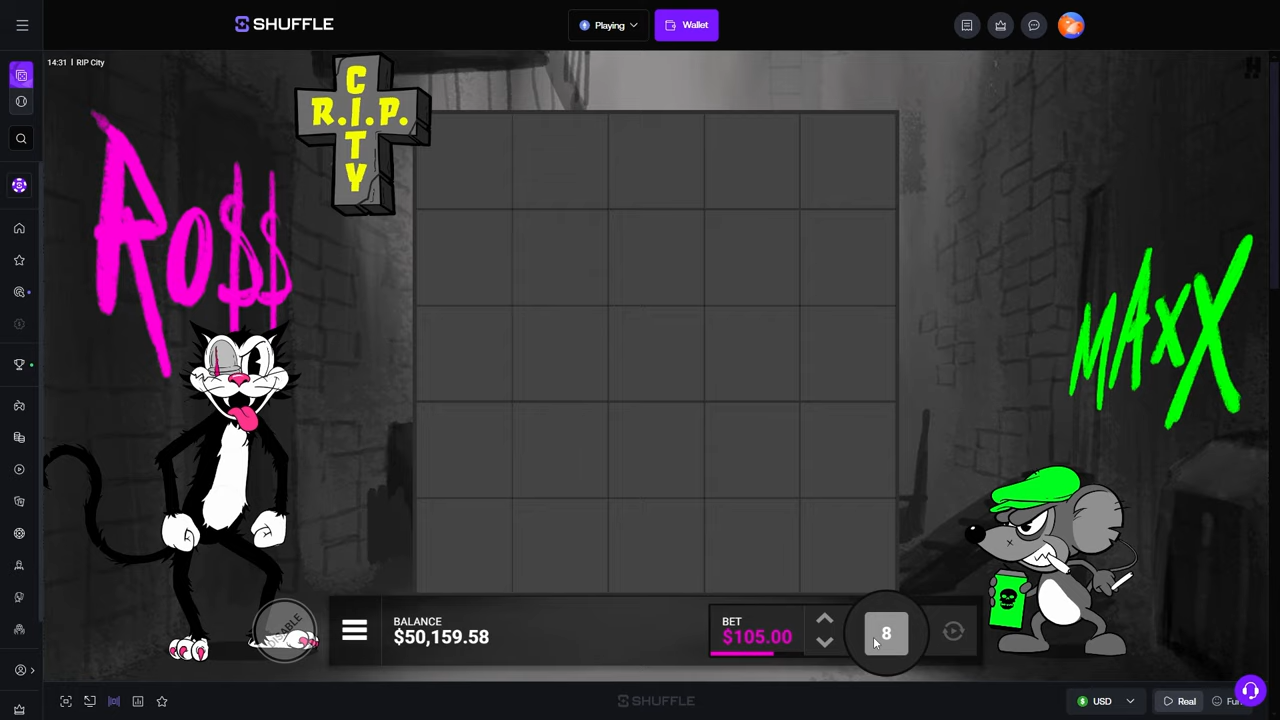 SHUFFLE
Playing
Wallet
14:31 | RIP City
C
R.I.P.
T
Y
RO$$
MAXX
BALANCE
$50,159.58
BET
$105.00
8
SHUFFLE
USD
Real